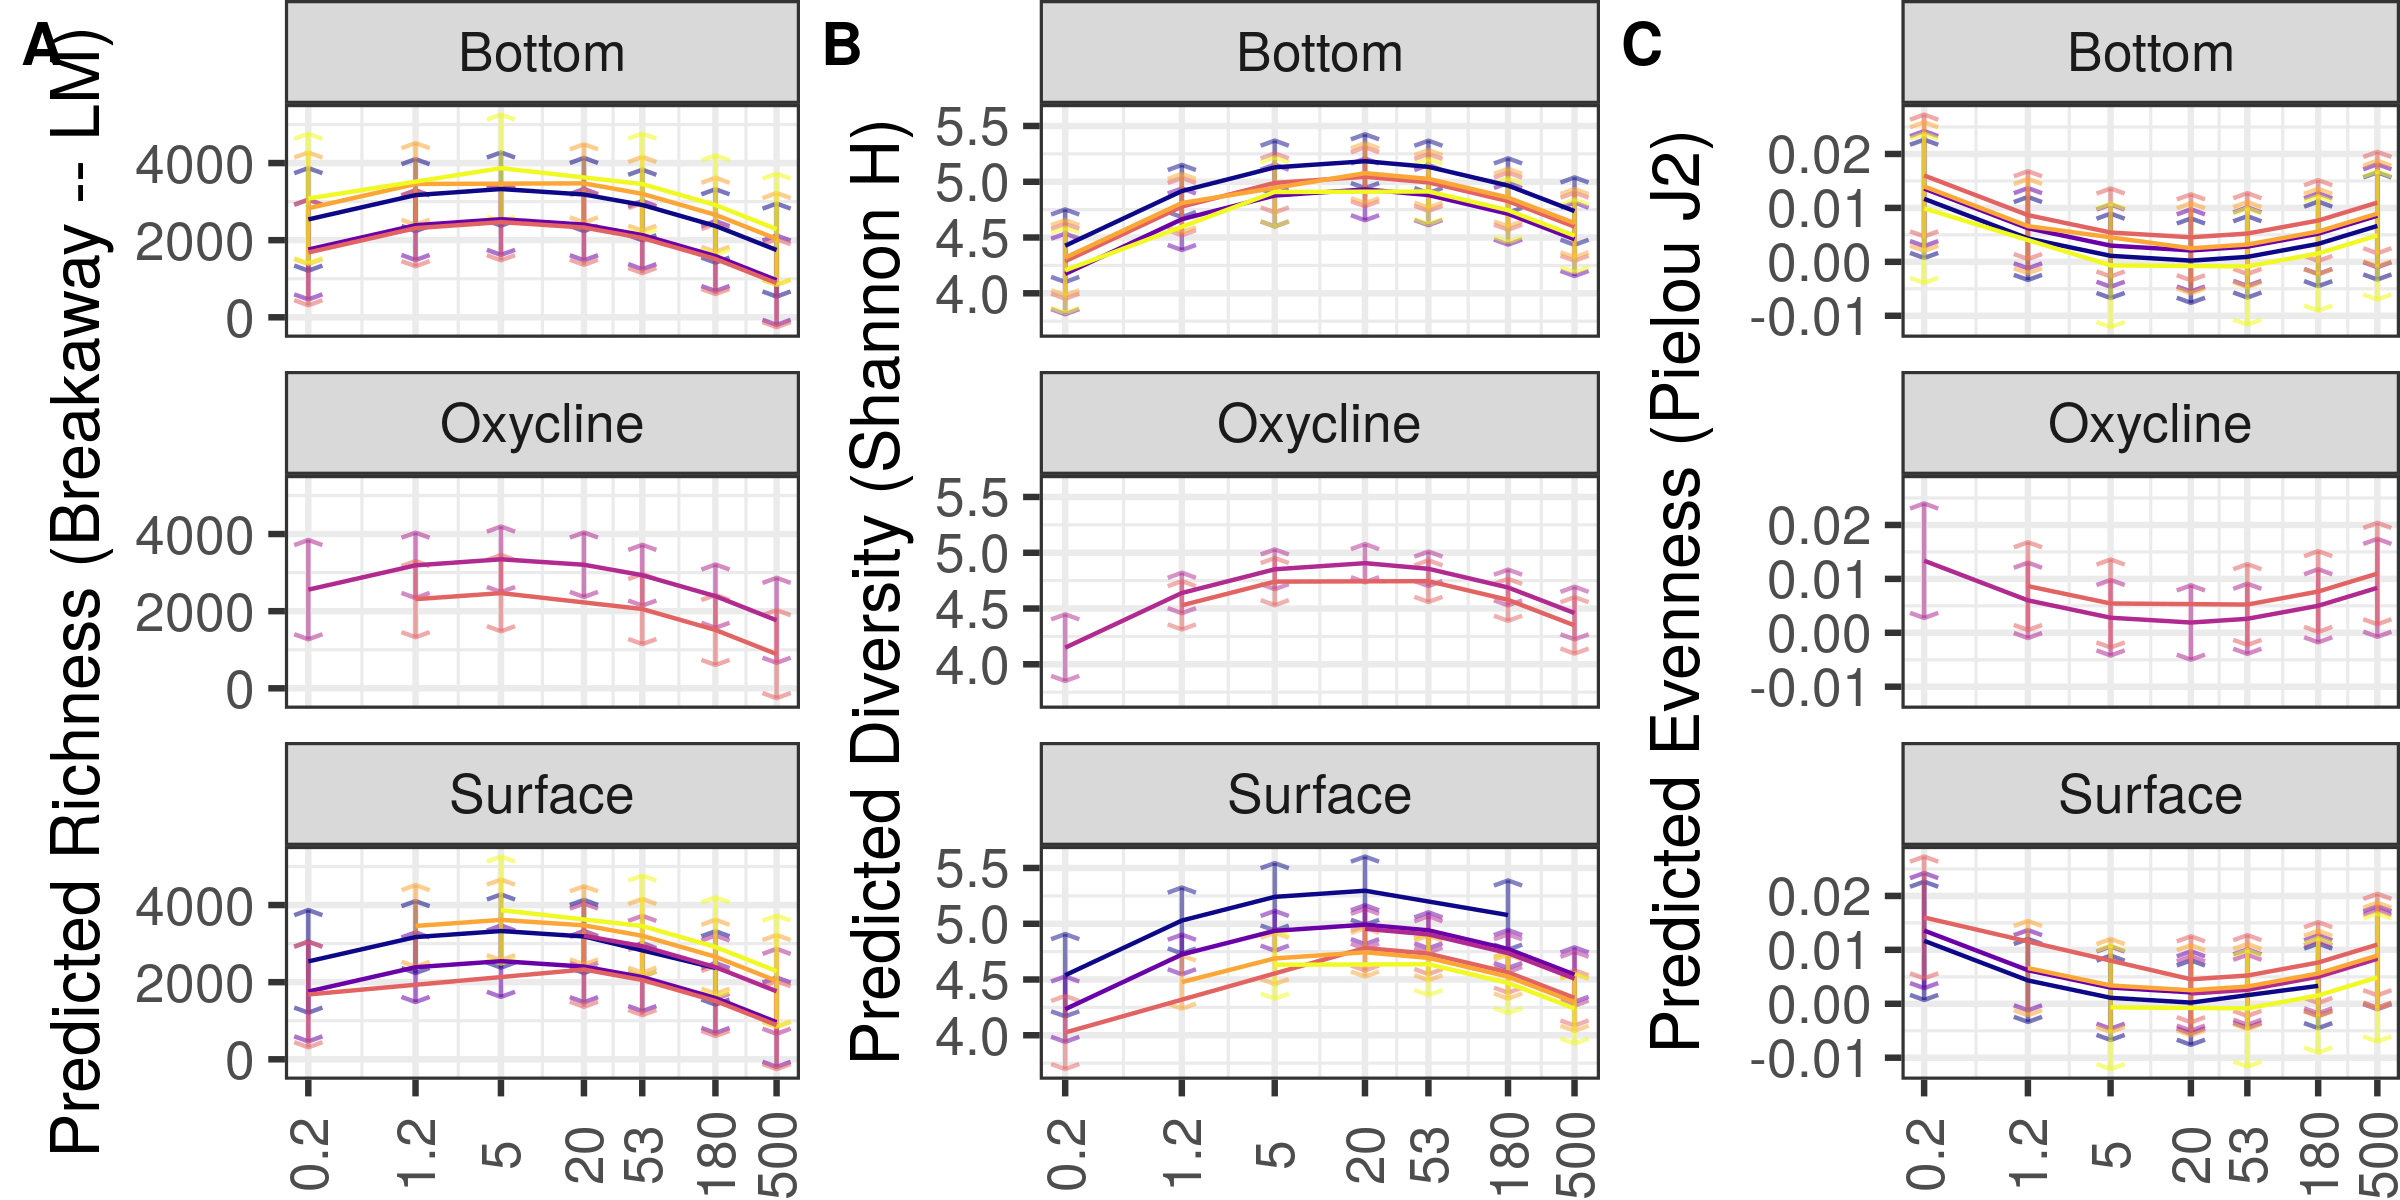 A
Predicted Richness (Breakaway -- LM)
Bottom
4000
2000
0
Oxycline
4000
2000
0
Surface
4000
2000
0
0.2 1.2 5 20 53 180 500
B
Predicted Diversity (Shannon H)
Bottom
5.5
5.0
4.5
4.0
Oxycline
5.5
5.0
4.5
4.0
Surface
5.5
5.0
4.5
4.0
0.2 1.2 5 20 53 180 500
C
Predicted Evenness (Pielou J2)
Bottom
0.02
0.01
0.00
-0.01
Oxycline
0.02
0.01
0.00
-0.01
Surface
0.02
0.01
0.00
-0.01
0.2 1.2 5 20 53 180 500